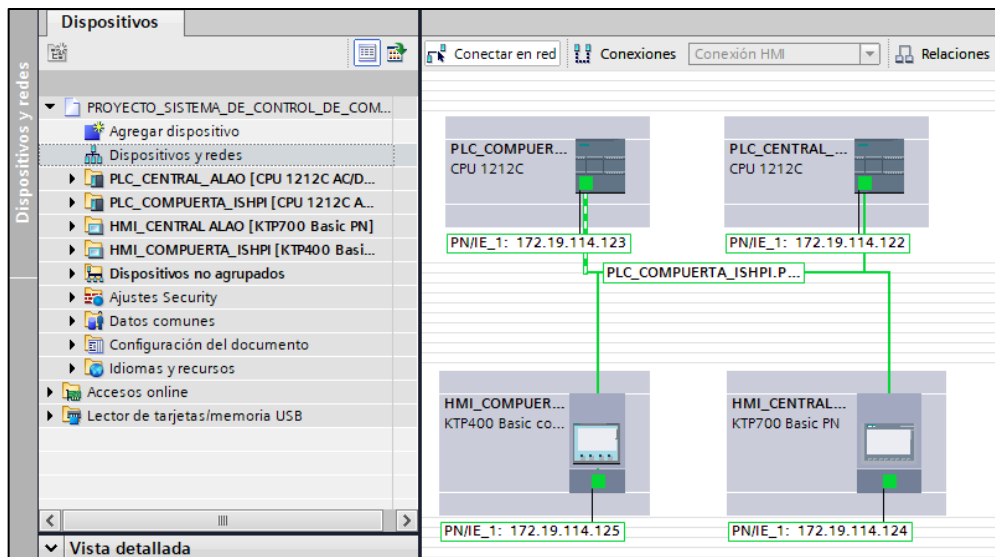 Dispositivos
Dispositivos y redes
PROYECTO_SISTEMA_DE_CONTROL_DE_COM...
Agregar dispositivo
Dispositivos y redes
PLC_CENTRAL_ALAO [CPU 1212C AC/D...
PLC_COMPUERTA_ISHPI [CPU 1212C A...
HMI_CENTRAL ALAO [KTP700 Basic PN]
HMI_COMPUERTA_ISHPI [KTP400 Basi...
Dispositivos no agrupados
Ajustes Security
Datos comunes
Configuración del documento
Idiomas y recursos
Accesos online
Lector de tarjetas/memoria USB
Vista detallada
Conectar en red Conexiones Conexión HMI Relaciones
PLC_COMPUER...
CPU 1212C
PN/IE_1: 172.19.114.123
PLC_CENTRAL_...
CPU 1212C
PN/IE_1: 172.19.114.122
PLC_COMPUERTA_ISHPI.P...
HMI_COMPUER...
KTP400 Basic co...
PN/IE_1: 172.19.114.125
HMI_CENTRAL...
KTP700 Basic PN
PN/IE_1: 172.19.114.124